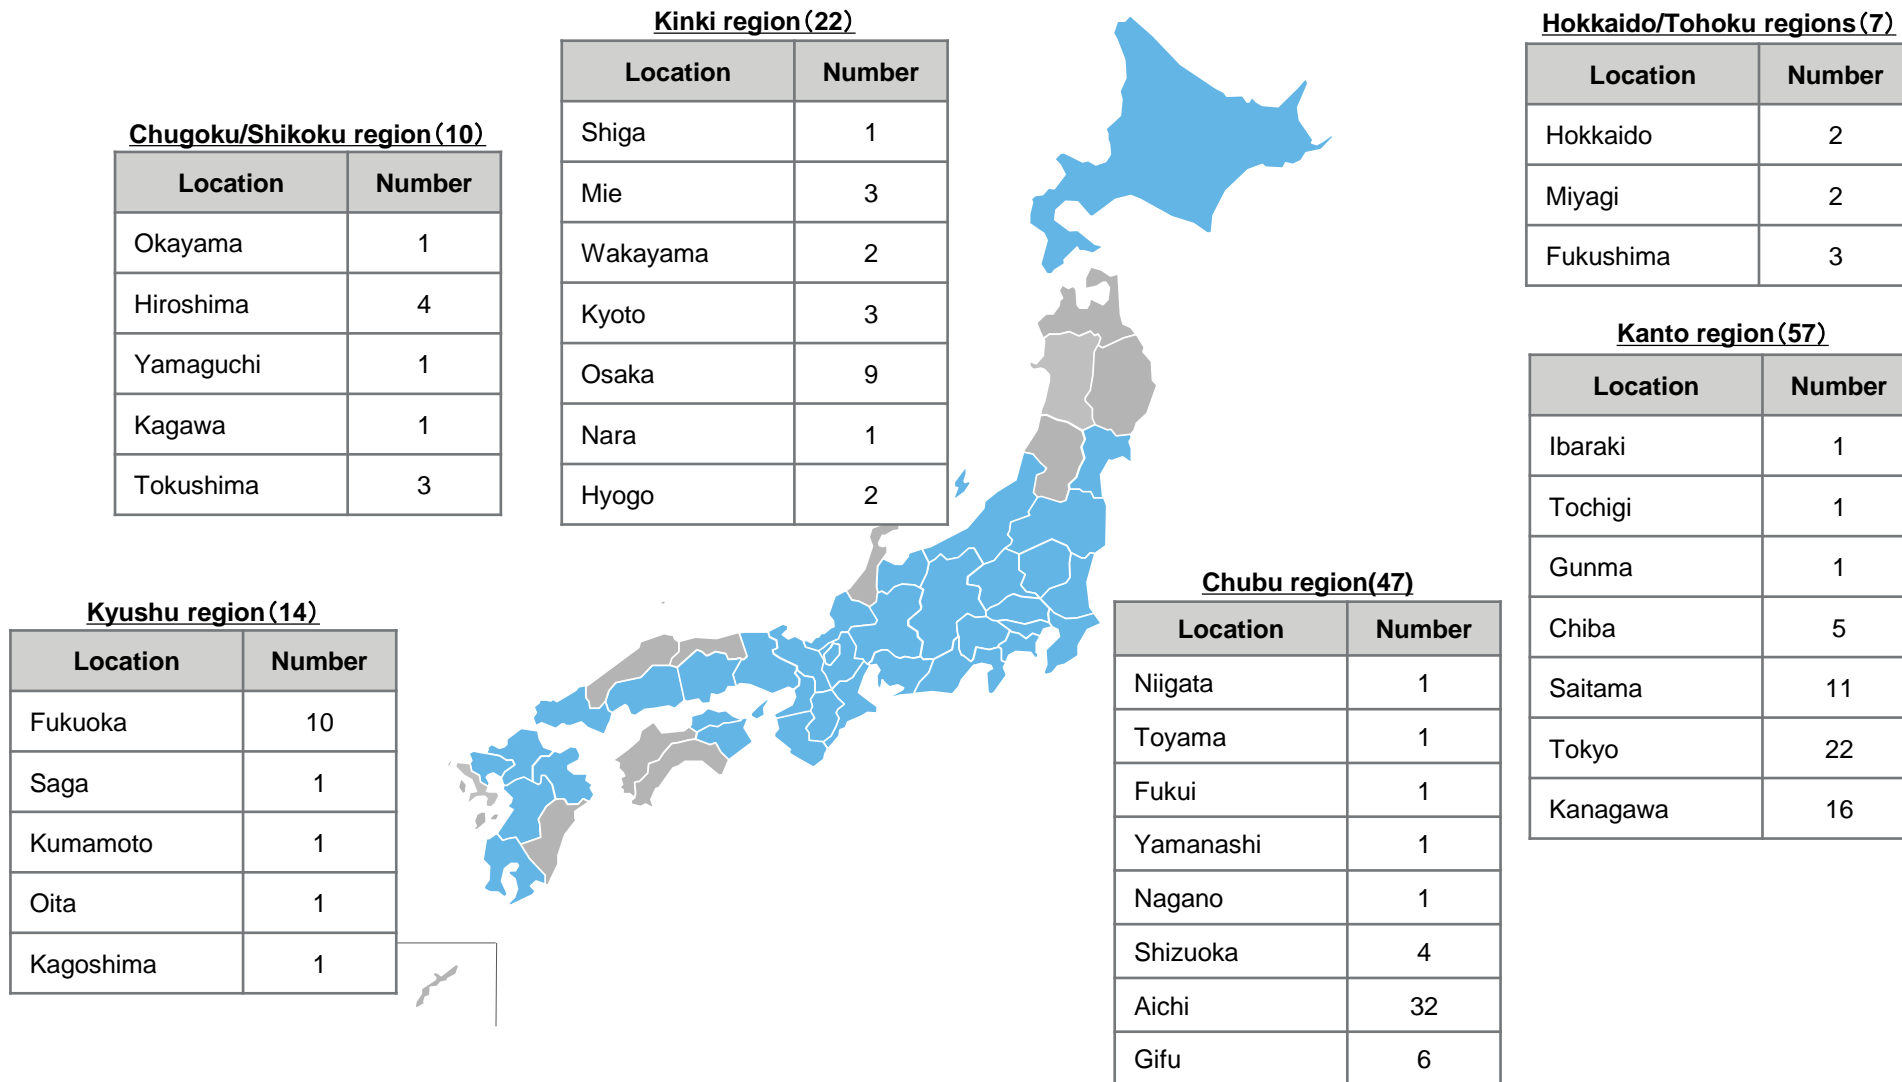 Kinki region（22）
Location Number
Shiga 1
Mie 3
Wakayama 2
Kyoto 3
Osaka 9
Nara 1
Hyogo 2
Hokkaido/Tohoku regions（7）
Location Number
Hokkaido 2
Miyagi 2
Fukushima 3
Chugoku/Shikoku region（10）
Location Number
Okayama 1
Hiroshima 4
Yamaguchi 1
Kagawa 1
Tokushima 3
Kanto region（57）
Location Number
Ibaraki 1
Tochigi 1
Gunma 1
Chiba 5
Saitama 11
Tokyo 22
Kanagawa 16
Kyushu region（14）
Location Number
Fukuoka 10
Saga 1
Kumamoto 1
Oita 1
Kagoshima 1
Chubu region(47)
Location Number
Niigata 1
Toyama 1
Fukui 1
Yamanashi 1
Nagano 1
Shizuoka 4
Aichi 32
Gifu 6